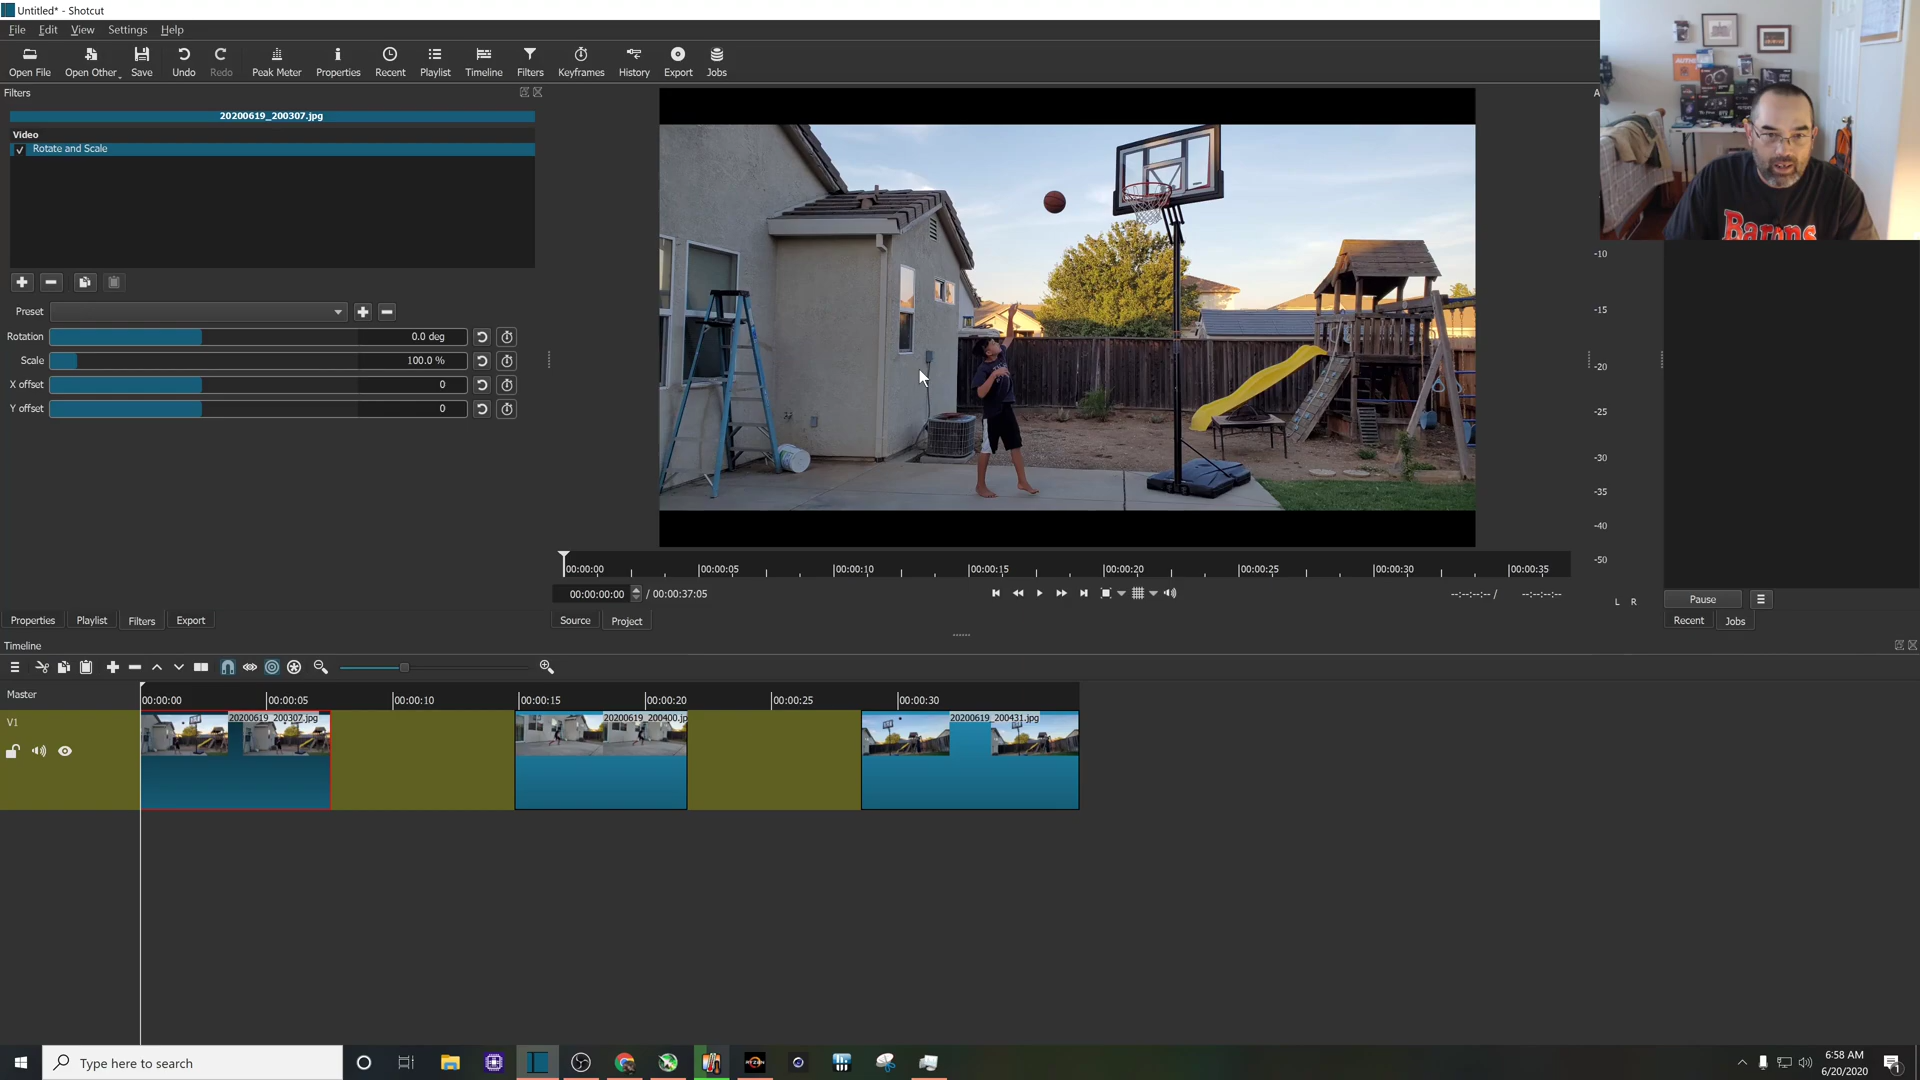 Untitled* - Shotcut
File Edit View Settings Help
Open File Open Other Save Undo Redo Peak Meter Properties Recent Playlist Timeline Filters Keyframes History Export Jobs
Filters
20200619_200307.jpg
Video
Rotate and Scale
Preset
Rotation 0.0 deg
Scale 100.0 %
X offset 0
Y offset 0
A
-10
-15
-20
-25
-30
-35
-40
-50
L R
Barons
00:00:00 00:00:05 00:00:10 00:00:15 00:00:20 00:00:25 00:00:30 00:00:35
00:00:00:00 / 00:00:37:05
--:--:--:-- / --:--:--:--
Pause
Properties Playlist Filters Export
Source Project
Recent Jobs
Timeline
Master
00:00:00 00:00:05 00:00:10 00:00:15 00:00:20 00:00:25 00:00:30
V1
20200619_200307.jpg 20200619_200400.jp 20200619_200431.jpg
Type here to search
RYZEN
6:58 AM
6/20/2020
1